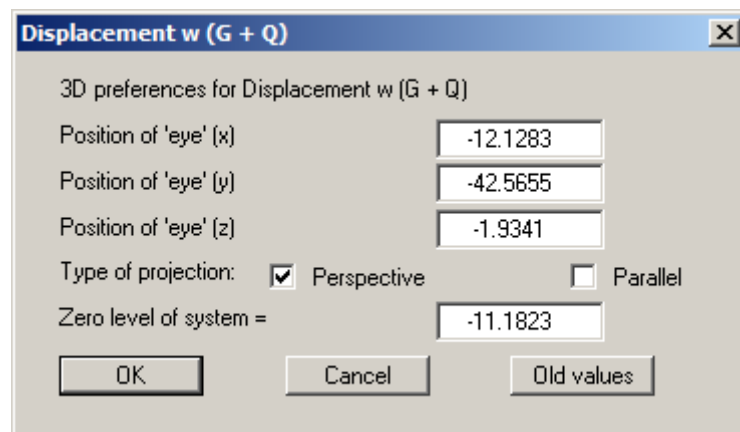 Displacement w (G + Q)
3D preferences for Displacement w (G + Q)
Position of 'eye' (x) -12.1283
Position of 'eye' (y) -42.5655
Position of 'eye' (z) -1.9341
Type of projection: Perspective Parallel
Zero level of system = -11.1823
OK Cancel Old values